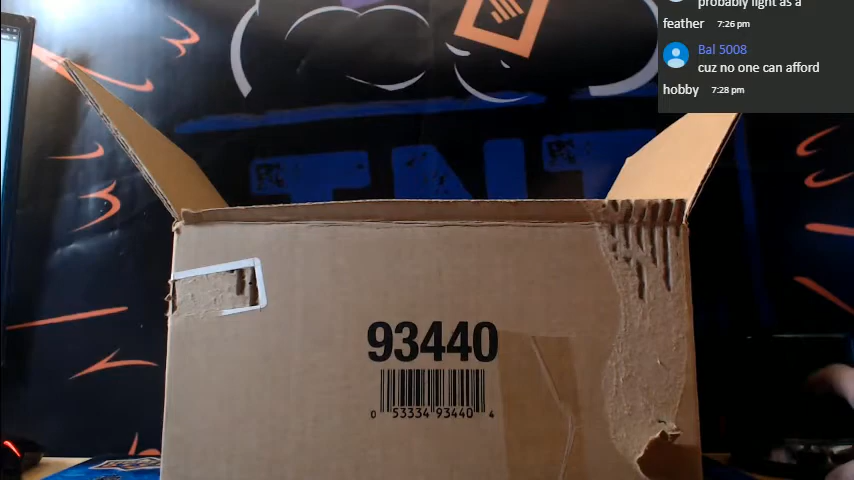 probably light as a
feather 7:26 pm
Bal 5008
cuz no one can afford
hobby 7:28 pm
TNT
93440
0 53334 93440 4